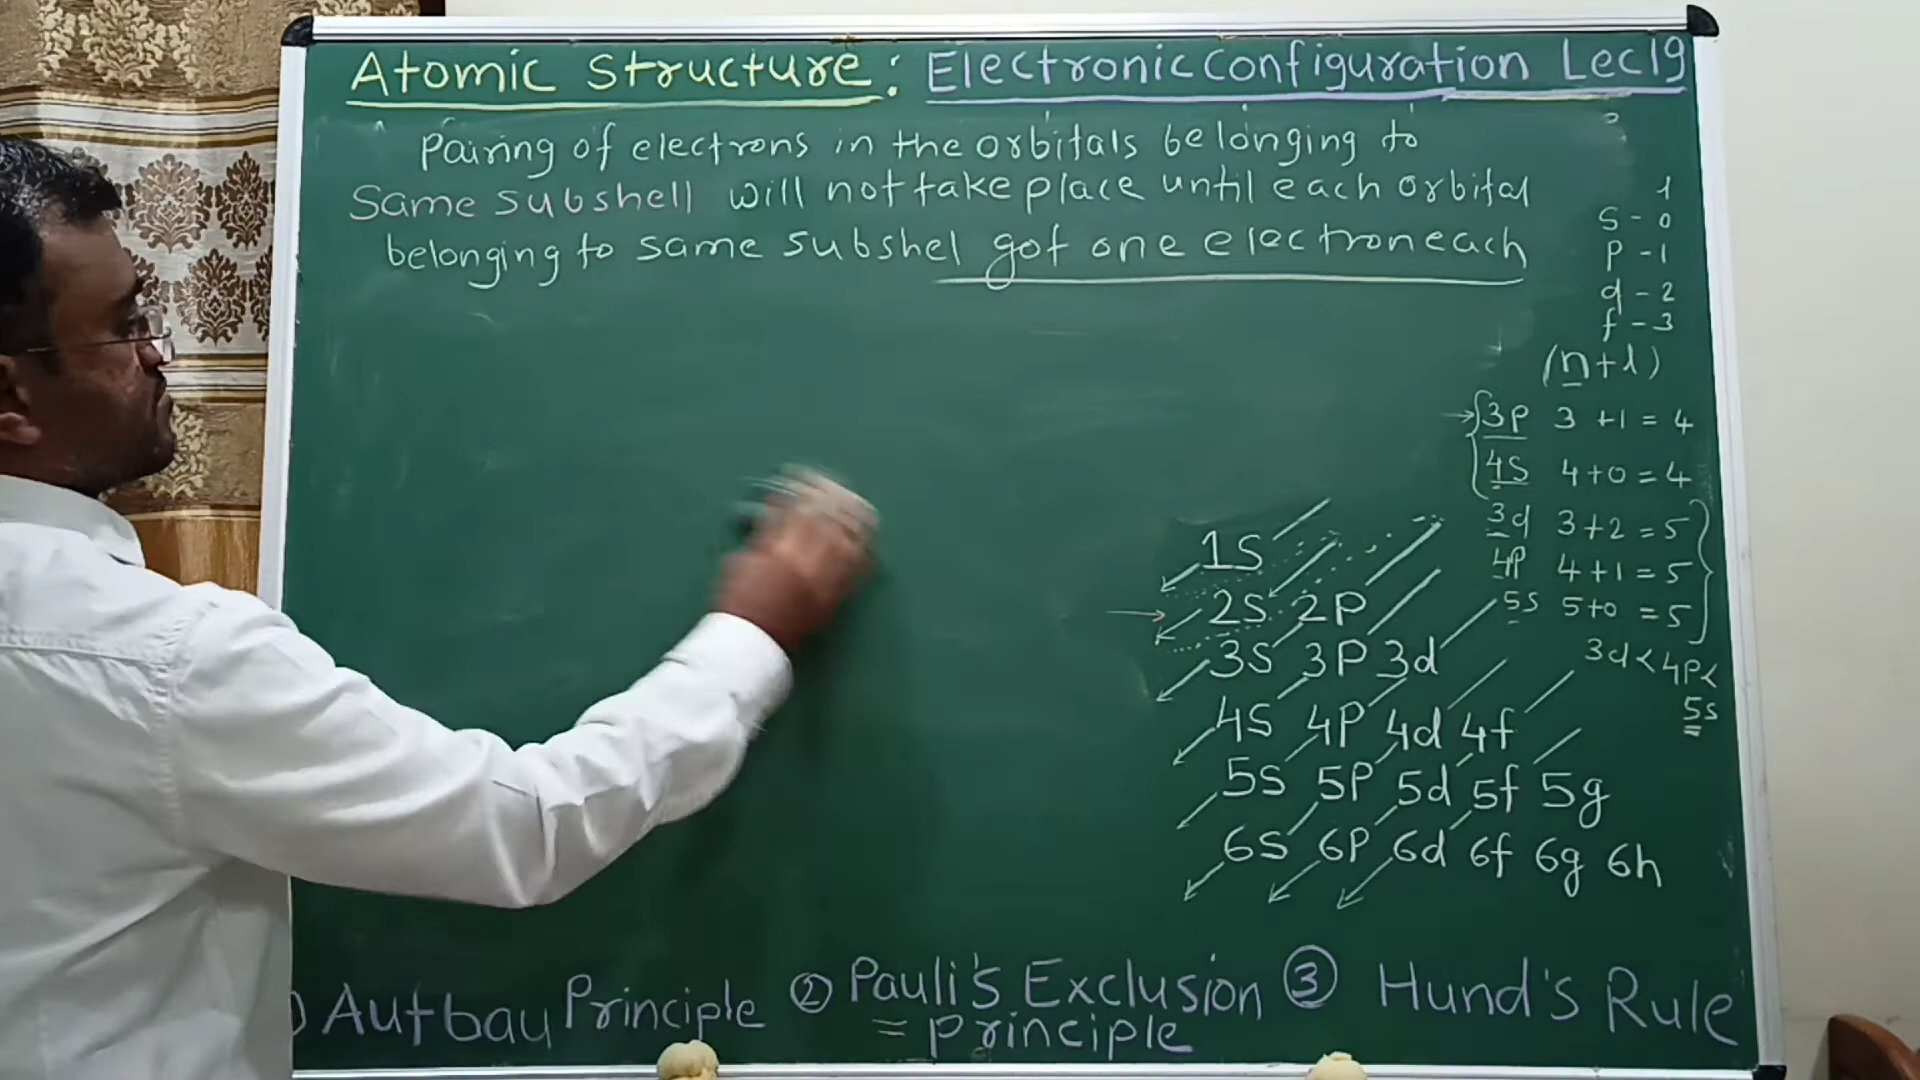 Atomic Structure: Electronic Configuration Lec19
Pairing of electrons in the orbitals belonging to
Same subshell will not take place until each orbital
belonging to same subshel got one electron each
l
S - 0
P - 1
d - 2
f - 3
(n+l)
3P 3 +1 = 4
4S 4+0 = 4
3d 3+2 = 5
4P 4+1 = 5
5S 5+0 = 5
3d < 4P <
5s
1S
2S 2P
3S 3P 3d
4S 4P 4d 4f
5S 5P 5d 5f 5g
6S 6P 6d 6f 6g 6h
) Autbau Principle ② Pauli's Exclusion = principle ③ Hund's Rule